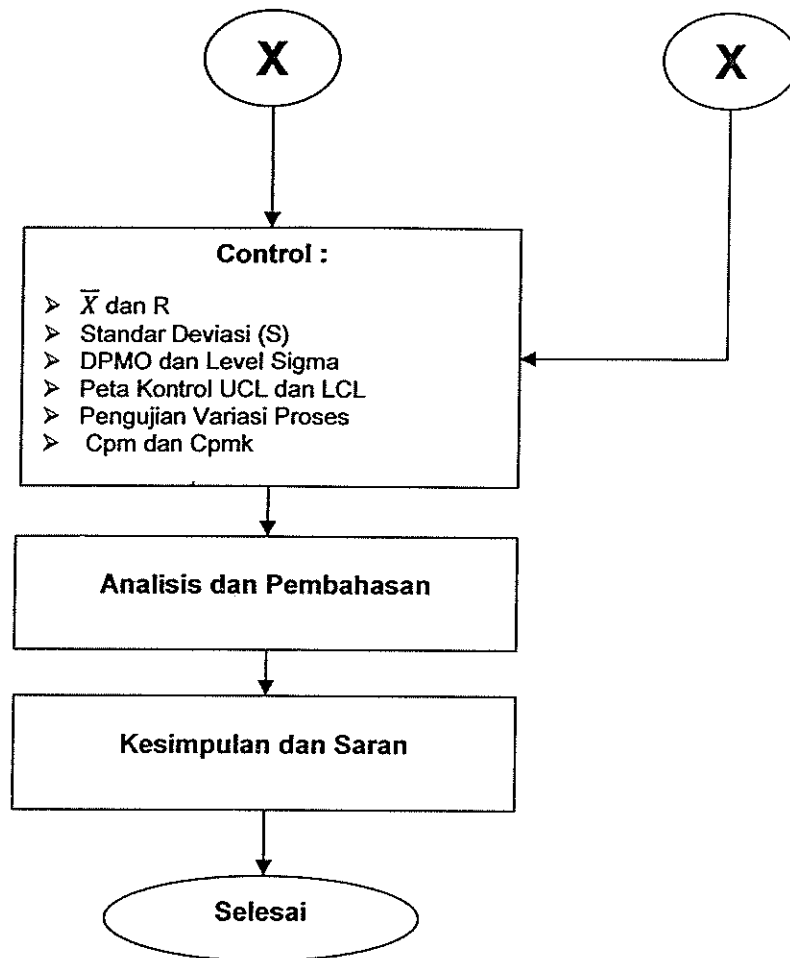 X
X
Control :
➢ X̅ dan R
➢ Standar Deviasi (S)
➢ DPMO dan Level Sigma
➢ Peta Kontrol UCL dan LCL
➢ Pengujian Variasi Proses
➢ Cpm dan Cpmk
Analisis dan Pembahasan
Kesimpulan dan Saran
Selesai